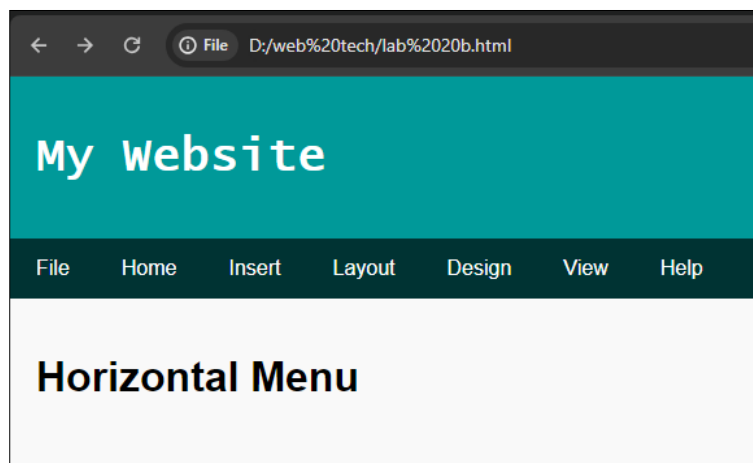 File D:/web%20tech/lab%2020b.html
My Website
File Home Insert Layout Design View Help
Horizontal Menu